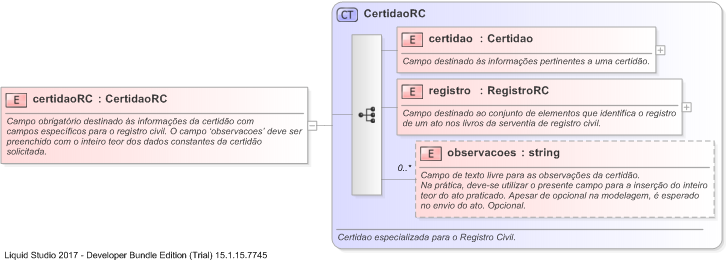 CT CertidaoRC
E certidao : Certidao
Campo destinado ás informações pertinentes a uma certidão.
E certidaoRC : CertidaoRC
Campo obrigatório destinado ás informações da certidão com
campos específicos para o registro civil. O campo 'observacoes' deve ser
preenchido com o inteiro teor dos dados constantes da certidão
solicitada.
E registro : RegistroRC
Campo destinado ao conjunto de elementos que identifica o registro
de um ato nos livros da serventia de registro civil.
0..*
E observacoes : string
Campo de texto livre para as observações da certidão.
Na prática, deve-se utilizar o presente campo para a inserção do inteiro
teor do ato praticado. Apesar de opcional na modelagem, é esperado
no envio do ato. Opcional.
Certidao especializada para o Registro Civil.
Liquid Studio 2017 - Developer Bundle Edition (Trial) 15.1.15.7745